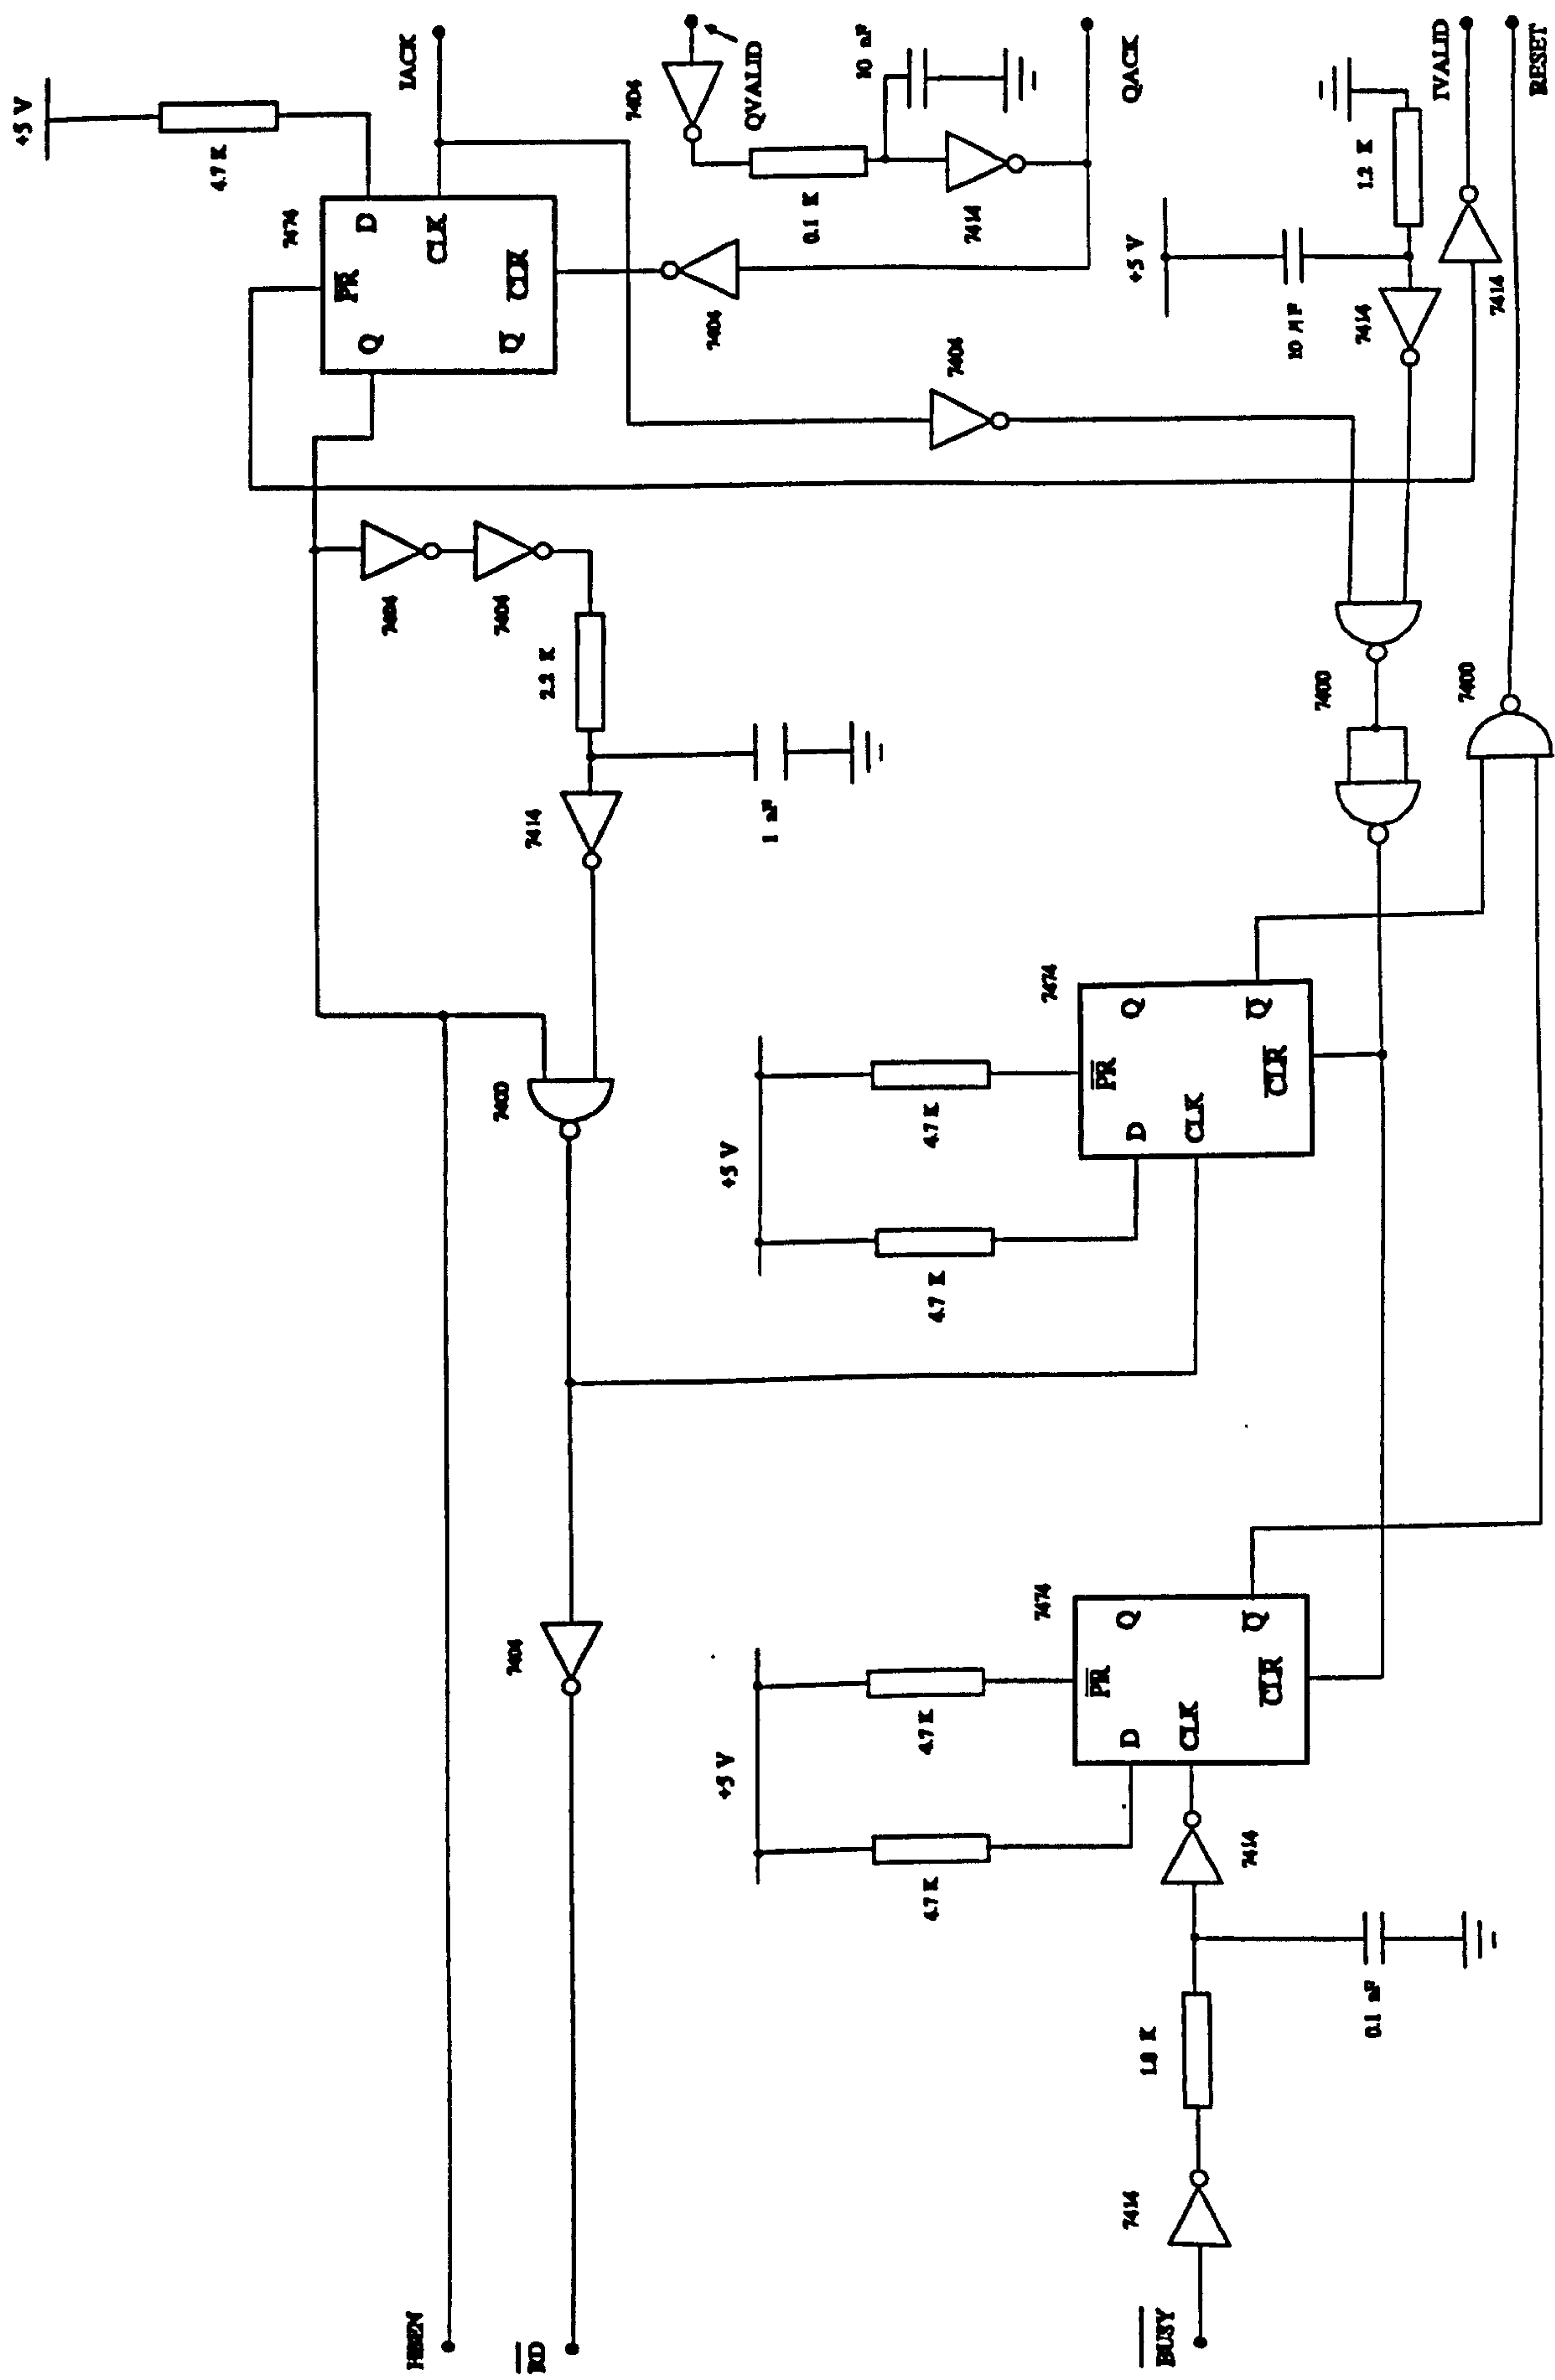 +5 V
4.7 K
7474
D
CLK
PR
CLR
Q
Q
IACK
7404
QVALID
0.1 K
10 nF
7414
QACK
7404
7404
+5 V
10 µF
1.2 K
7414
7414
IVALID
RESET
7404
7404
2.2 K
7414
1 nF
7400
7400
7400
7474
PR
Q
D
CLK
Q
CLR
+5 V
4.7 K
4.7 K
7404
7474
PR
Q
D
CLK
Q
CLR
+5 V
4.7 K
4.7 K
7414
1.8 K
0.1 nF
7414
HBEN
RD
BUSY